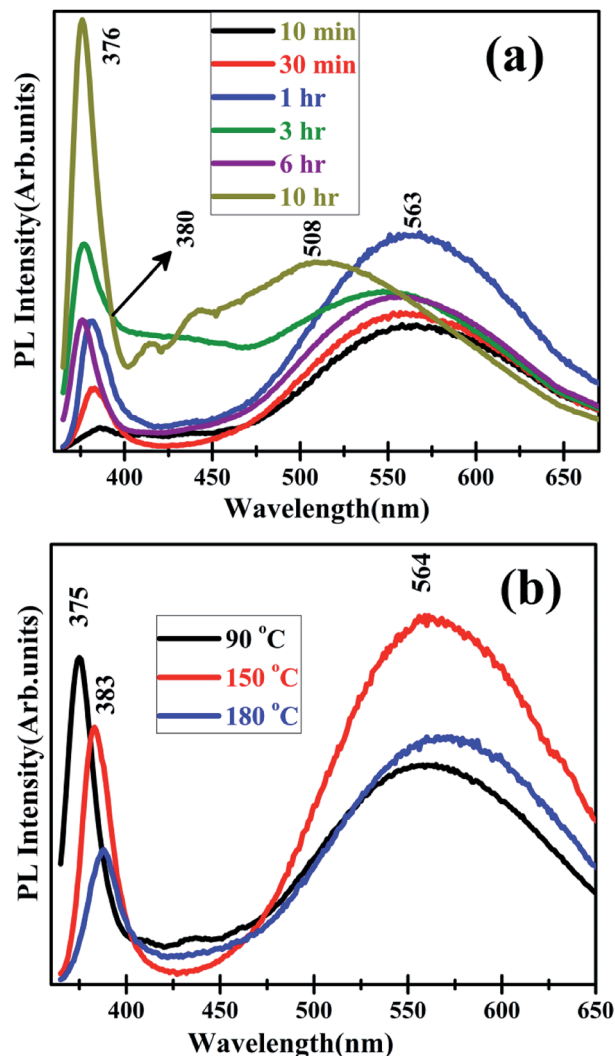 (a)
376
10 min
30 min
1 hr
3 hr
6 hr
10 hr
380
508
563
PL Intensity(Arb.units)
400 450 500 550 600 650
Wavelength(nm)
(b)
375
383
564
90 °C
150 °C
180 °C
PL Intensity(Arb.units)
400 450 500 550 600 650
Wavelength(nm)